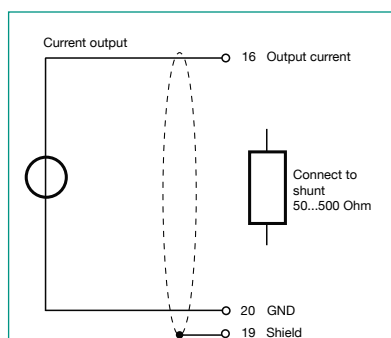 Current output
16 Output current
Connect to
shunt
50...500 Ohm
20 GND
19 Shield